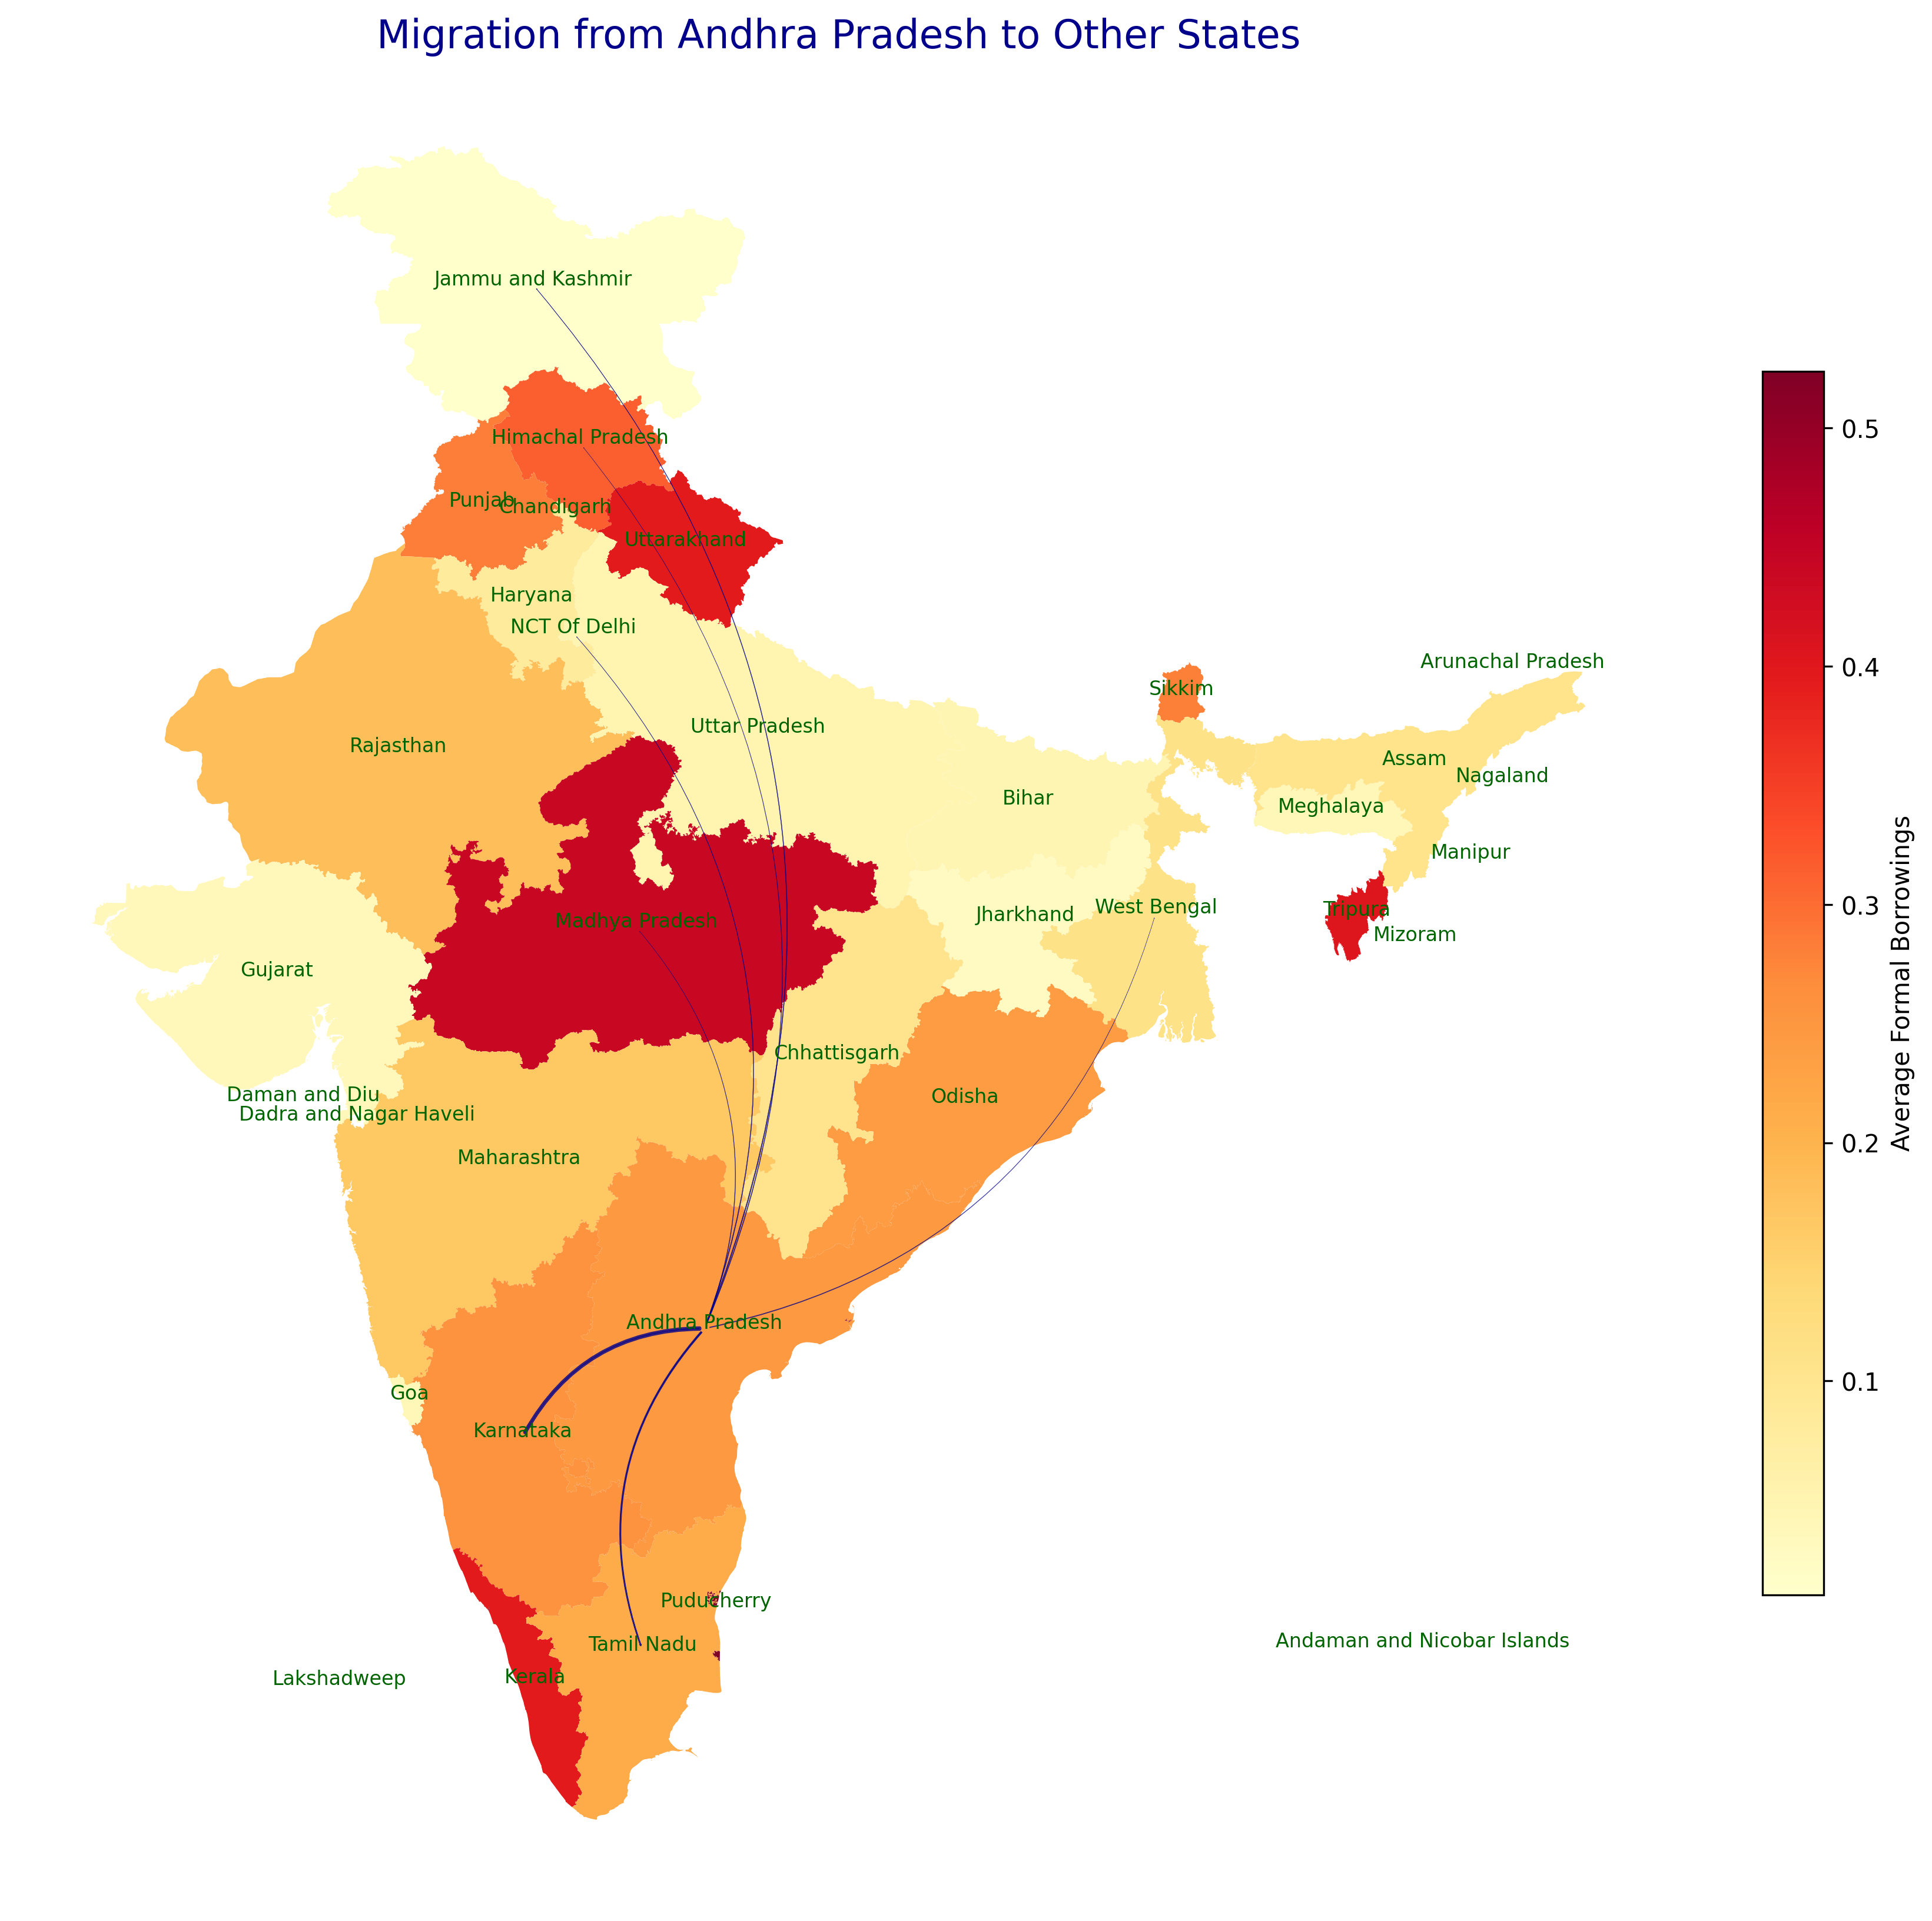 Migration from Andhra Pradesh to Other States
Jammu and Kashmir
Himachal Pradesh
Punjab
Chandigarh
Uttarakhand
Haryana
NCT Of Delhi
Arunachal Pradesh
Sikkim
Uttar Pradesh
Rajasthan
Assam
Nagaland
Bihar
Meghalaya
Manipur
Jharkhand
West Bengal
Tripura
Madhya Pradesh
Mizoram
Gujarat
Chhattisgarh
Daman and Diu
Odisha
Dadra and Nagar Haveli
Maharashtra
Andhra Pradesh
Goa
Karnataka
Puducherry
Tamil Nadu
Andaman and Nicobar Islands
Lakshadweep
Kerala
0.5
0.4
0.3
0.2
0.1
Average Formal Borrowings